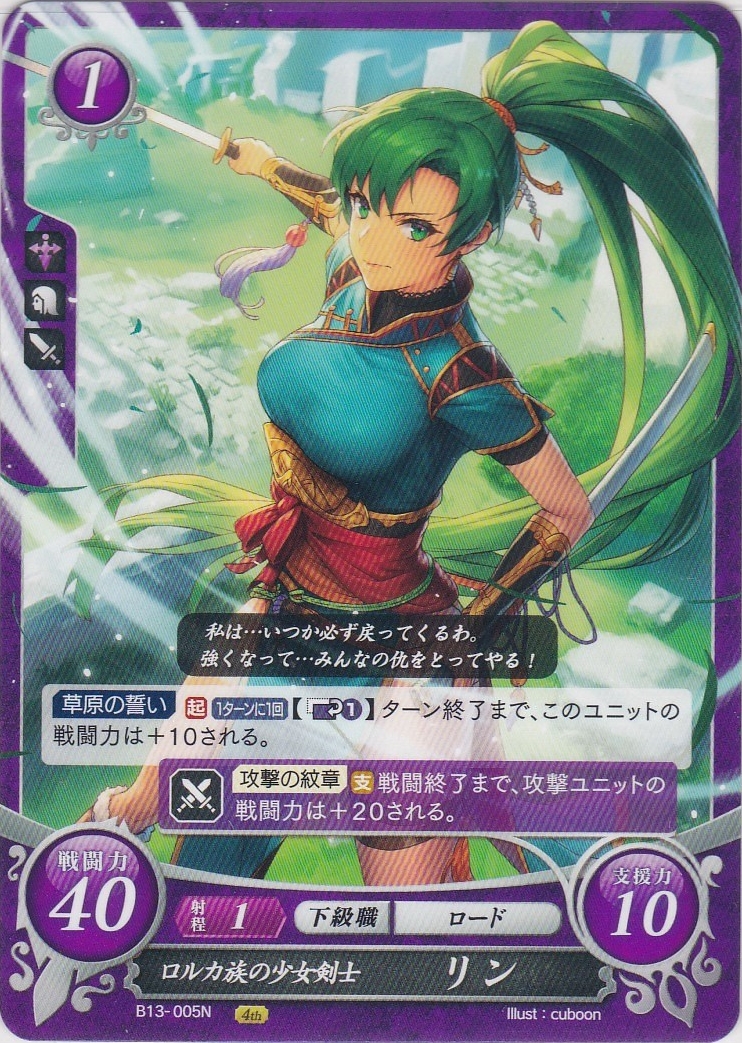 1
私は…いつか必ず戻ってくるわ。
強くなって…みんなの仇をとってやる!
草原の誓い 起 1ターンに1回【 1】ターン終了まで、このユニットの
戦闘力は+10される。
攻撃の紋章 支 戦闘終了まで、攻撃ユニットの
戦闘力は+20される。
戦闘力
40
射程 1 下級職 ロード
支援力
10
ロルカ族の少女剣士 リン
B13-005N 4th Illust:cuboon